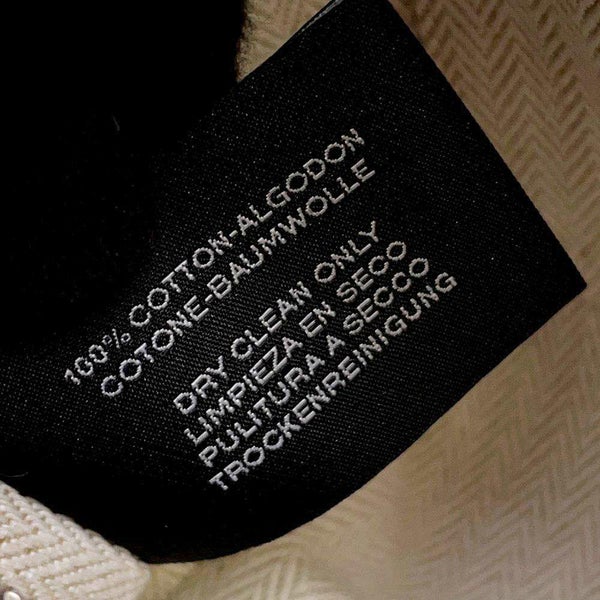 100% COTTON-ALGODON
COTONE-BAUMWOLLE
DRY CLEAN ONLY
LIMPIEZA EN SECO
PULITURA A SECCO
TROCKENREINIGUNG